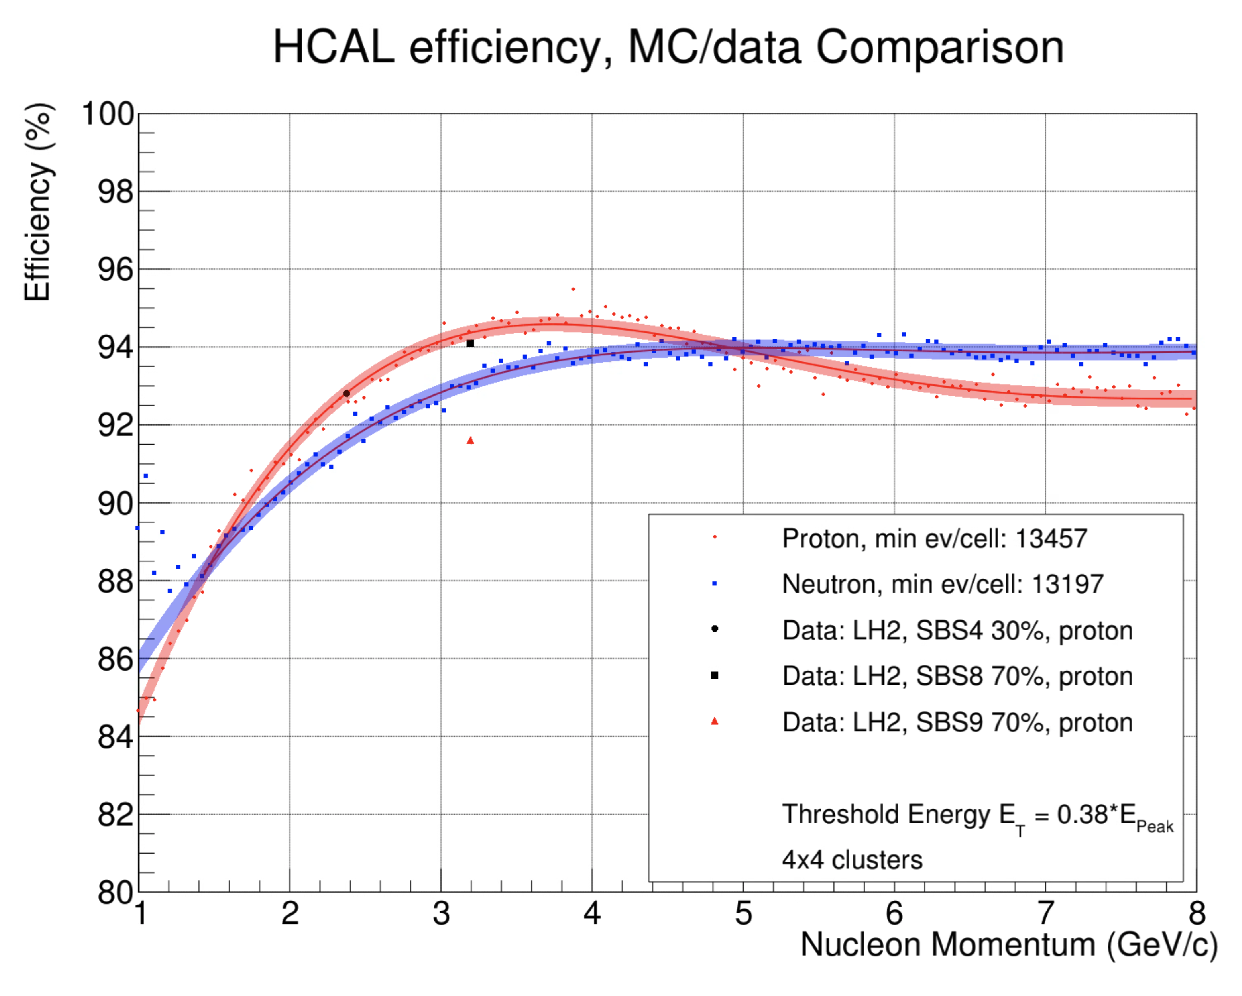 HCAL efficiency, MC/data Comparison
Efficiency (%)
100
98
96
94
92
90
88
86
84
82
80
1 2 3 4 5 6 7 8
Nucleon Momentum (GeV/c)
Proton, min ev/cell: 13457
Neutron, min ev/cell: 13197
Data: LH2, SBS4 30%, proton
Data: LH2, SBS8 70%, proton
Data: LH2, SBS9 70%, proton
Threshold Energy E_T = 0.38*E_Peak
4x4 clusters